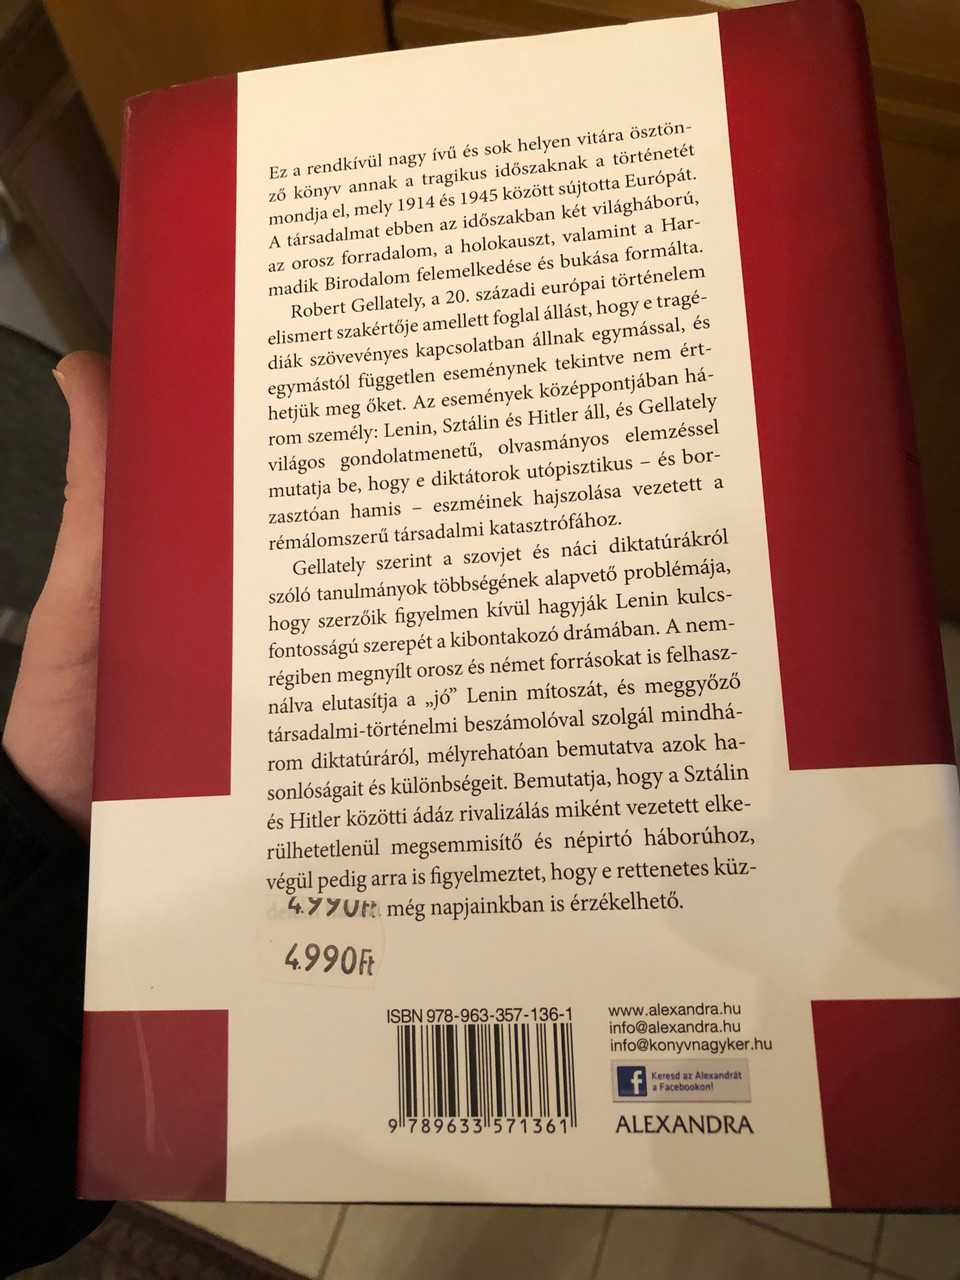 Ez a rendkívül nagy ívű és sok helyen vitára ösztön-
ző könyv annak a tragikus időszaknak a történetét
mondja el, mely 1914 és 1945 között sújtotta Európát.
A társadalmat ebben az időszakban két világháború,
az orosz forradalom, a holokauszt, valamint a Har-
madik Birodalom felemelkedése és bukása formálta.
Robert Gellately, a 20. századi európai történelem
elismert szakértője amellett foglal állást, hogy e tragé-
diák szövevényes kapcsolatban állnak egymással, és
egymástól független eseménynek tekintve nem ért-
hetjük meg őket. Az események középpontjában há-
rom személy: Lenin, Sztálin és Hitler áll, és Gellately
világos gondolatmenetű, olvasmányos elemzéssel
mutatja be, hogy e diktátorok utópisztikus – és bor-
zasztóan hamis – eszméinek hajszolása vezetett a
rémálomszerű társadalmi katasztrófához.
Gellately szerint a szovjet és náci diktatúrákról
szóló tanulmányok többségének alapvető problémája,
hogy szerzőik figyelmen kívül hagyják Lenin kulcs-
fontosságú szerepét a kibontakozó drámában. A nem-
régiben megnyílt orosz és német forrásokat is felhasz-
nálva elutasítja a „jó” Lenin mítoszát, és meggyőző
társadalmi-történelmi beszámolóval szolgál mindhá-
rom diktatúráról, mélyrehatóan bemutatva azok ha-
sonlóságait és különbségeit. Bemutatja, hogy a Sztálin
és Hitler közötti ádáz rivalizálás miként vezetett elke-
rülhetetlenül megsemmisítő és népirtó háborúhoz,
végül pedig arra is figyelmeztet, hogy e rettenetes küz-
még napjainkban is érzékelhető.
4.990Ft
4.990Ft
ISBN 978-963-357-136-1
9 789633 571361
www.alexandra.hu
info@alexandra.hu
info@konyvnagyker.hu
f Keresd az Alexandrát
a Facebookon!
ALEXANDRA